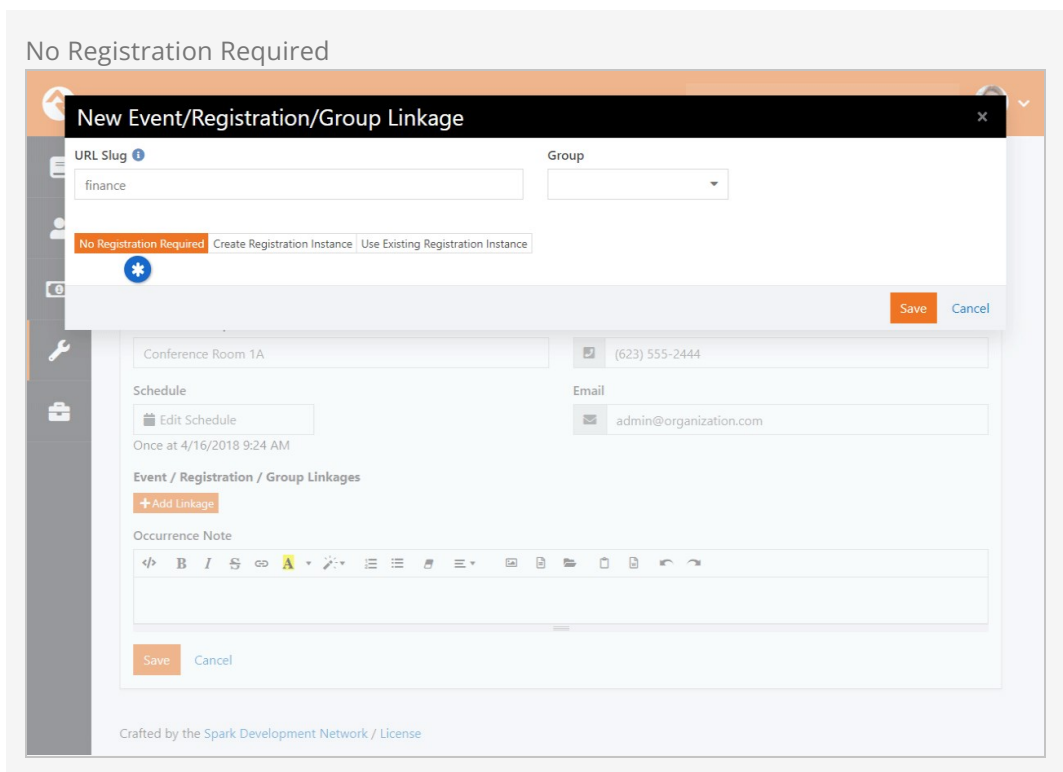 No Registration Required
New Event/Registration/Group Linkage ×
URL Slug Group
finance
No Registration Required Create Registration Instance Use Existing Registration Instance
Save Cancel
Conference Room 1A (623) 555-2444
Schedule Email
Edit Schedule admin@organization.com
Once at 4/16/2018 9:24 AM
Event / Registration / Group Linkages
+Add Linkage
Occurrence Note
</> B I S A
Save Cancel
Crafted by the Spark Development Network / License